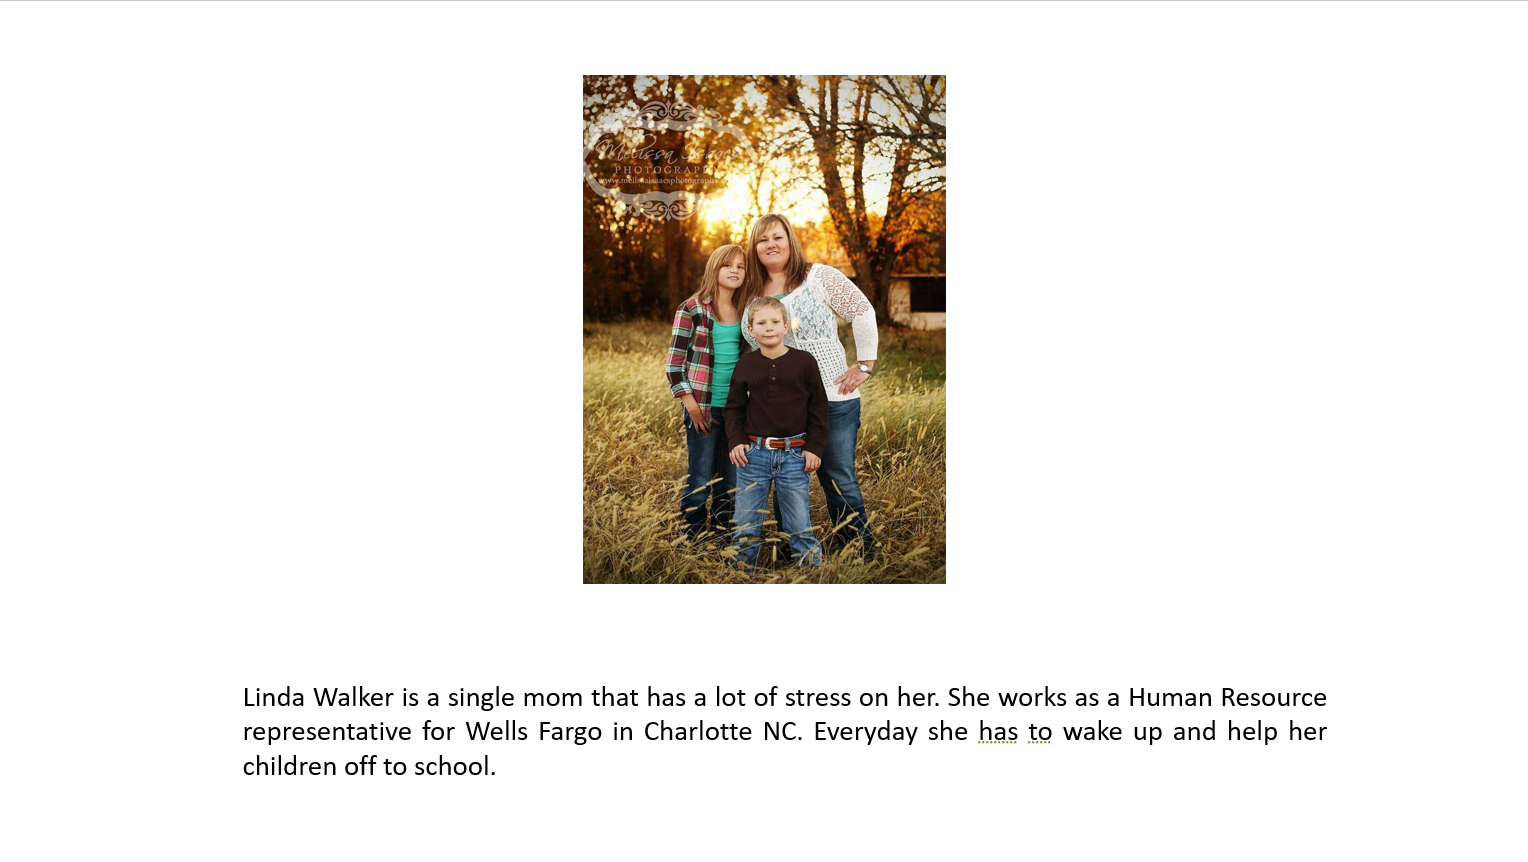 Melissa Isaacs
PHOTOGRAPHY
www.melissaisaacsphotography.com
Linda Walker is a single mom that has a lot of stress on her. She works as a Human Resource
representative for Wells Fargo in Charlotte NC. Everyday she has to wake up and help her
children off to school.